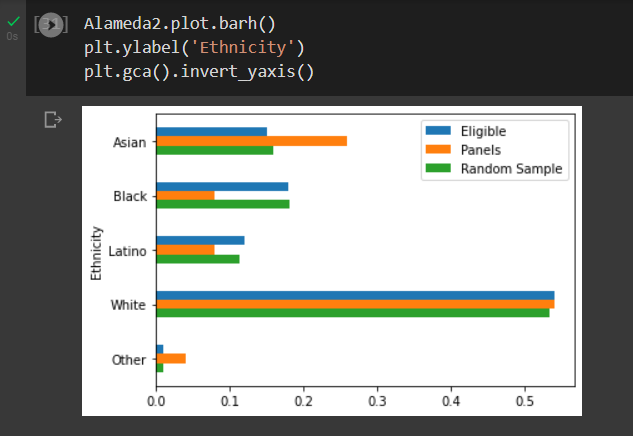 [31] Alameda2.plot.barh()
plt.ylabel('Ethnicity')
plt.gca().invert_yaxis()
0s
Eligible
Panels
Random Sample
Asian
Black
Latino
White
Other
Ethnicity
0.0 0.1 0.2 0.3 0.4 0.5